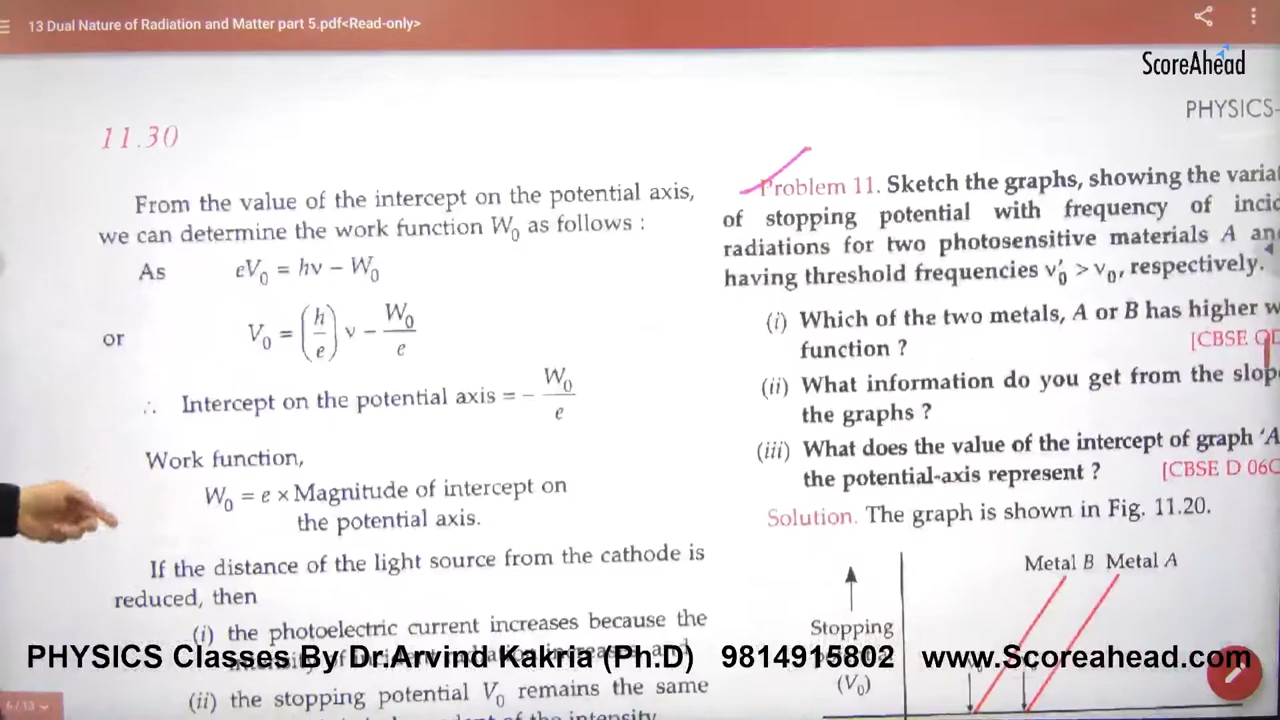 13 Dual Nature of Radiation and Matter part 5.pdf<Read-only>
ScoreAhead
PHYSICS-
11.30
From the value of the intercept on the potential axis,
we can determine the work function W₀ as follows :
As eV₀ = hν − W₀
or V₀ = (h/e) ν − W₀/e
∴ Intercept on the potential axis = − W₀/e
Work function,
W₀ = e × Magnitude of intercept on
the potential axis.
If the distance of the light source from the cathode is
reduced, then
(i) the photoelectric current increases because the
(ii) the stopping potential V₀ remains the same
Problem 11. Sketch the graphs, showing the variat
of stopping potential with frequency of incid
radiations for two photosensitive materials A and
having threshold frequencies ν₀′ > ν₀, respectively.
(i) Which of the two metals, A or B has higher w
function ?
[CBSE OD
(ii) What information do you get from the slope
the graphs ?
(iii) What does the value of the intercept of graph 'A
the potential-axis represent ?
[CBSE D 06C
Solution. The graph is shown in Fig. 11.20.
Metal B Metal A
Stopping
(V₀)
PHYSICS Classes By Dr.Arvind Kakria (Ph.D) 9814915802 www.Scoreahead.com
6 / 13